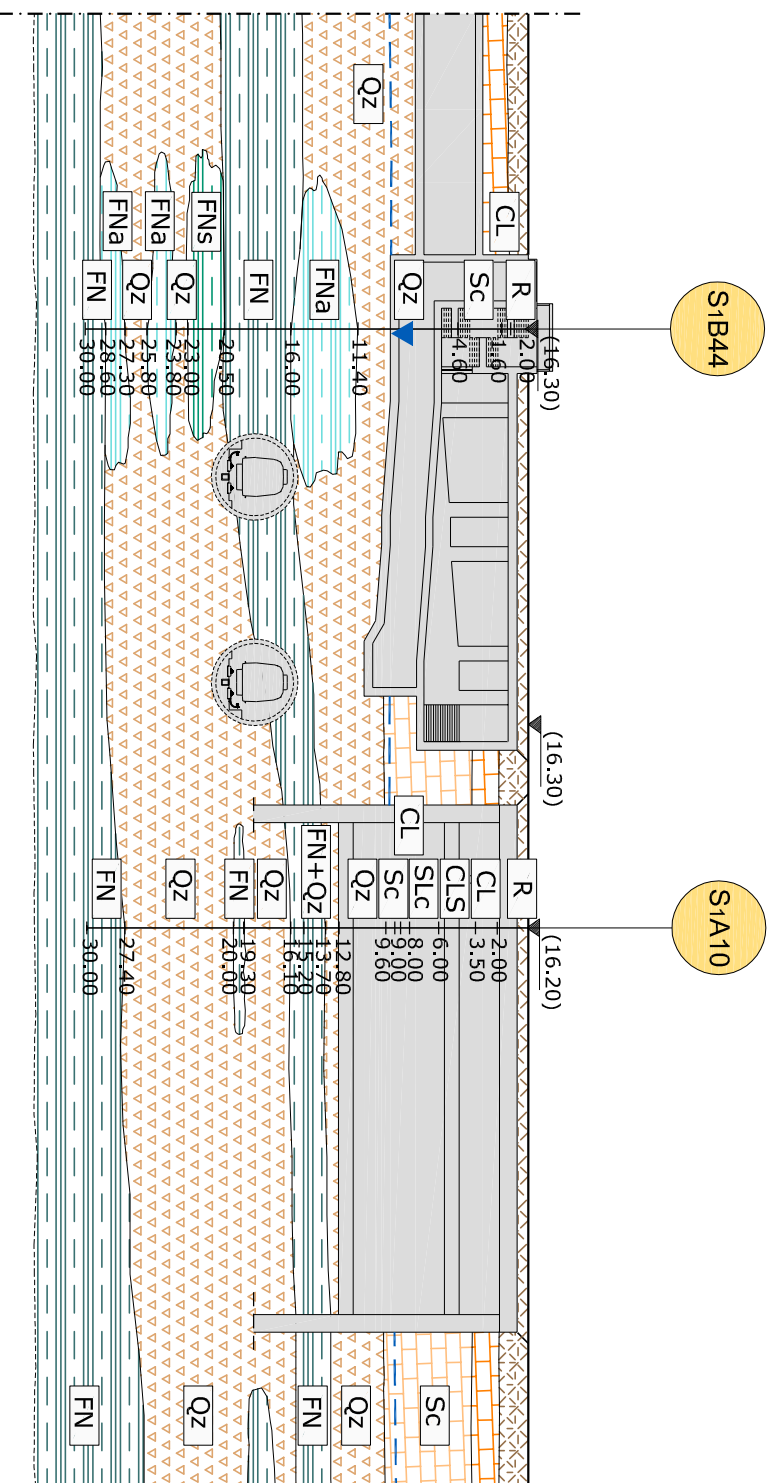 S1B44
(16.30)
R
2.00
CL
Sc
4.60
Qz
Qz
11.40
FNa
16.00
FN
20.50
FNs
23.00
Qz
23.80
FNa
25.80
Qz
27.30
FNa
28.60
FN
30.00
(16.30)
CL
S1A10
(16.20)
R
2.00
CL
3.50
CLS
6.00
SLc
8.00
Sc
9.00
9.60
Qz
12.80
FN+Qz
13.70
15.20
16.10
Qz
19.30
FN
20.00
Qz
27.40
FN
30.00
Sc
Qz
FN
Qz
FN